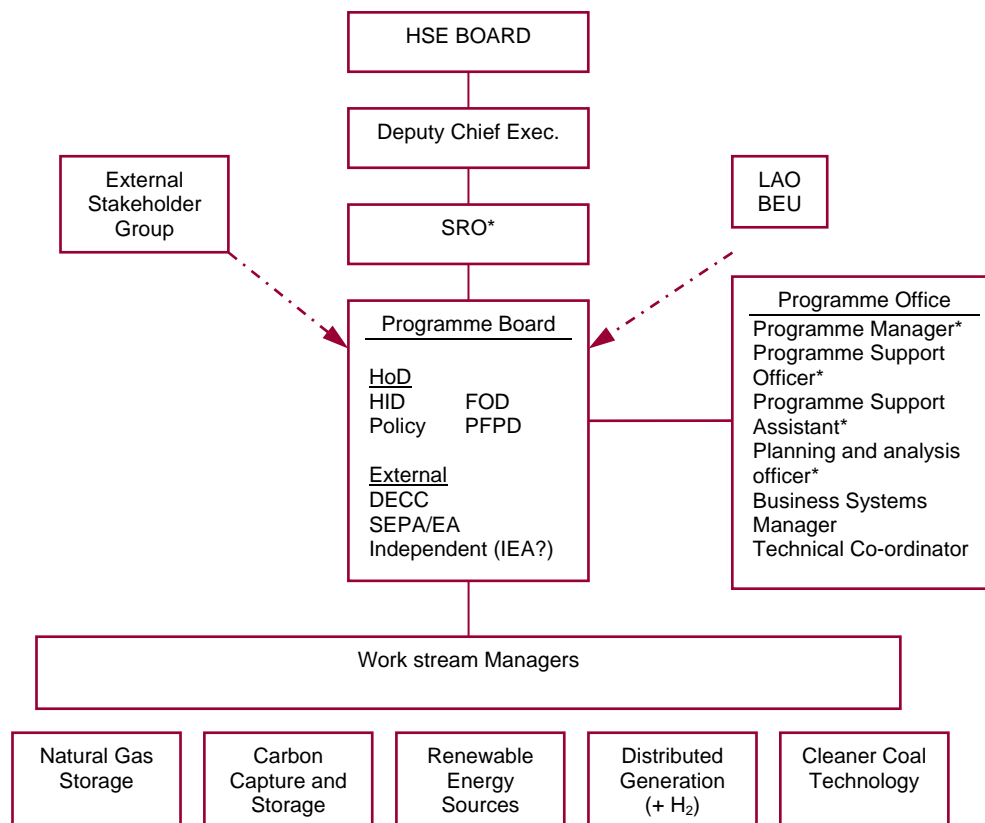 HSE BOARD
Deputy Chief Exec.
External
Stakeholder
Group
LAO
BEU
SRO*
Programme Board
HoD
HID FOD
Policy PFPD
External
DECC
SEPA/EA
Independent (IEA?)
Programme Office
Programme Manager*
Programme Support
Officer*
Programme Support
Assistant*
Planning and analysis
officer*
Business Systems
Manager
Technical Co-ordinator
Work stream Managers
Natural Gas
Storage
Carbon
Capture and
Storage
Renewable
Energy
Sources
Distributed
Generation
(+ H₂)
Cleaner Coal
Technology